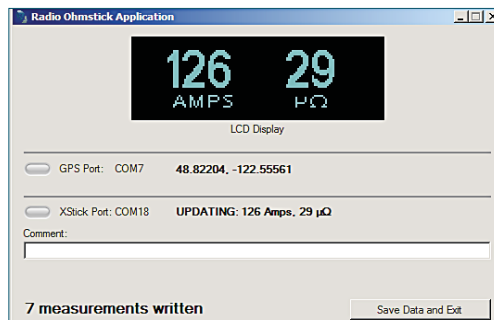 Radio Ohmstick Application
126 29
AMPS μΩ
LCD Display
GPS Port: COM7 48.82204, -122.55561
XStick Port: COM18 UPDATING: 126 Amps, 29 μΩ
Comment:
7 measurements written
Save Data and Exit